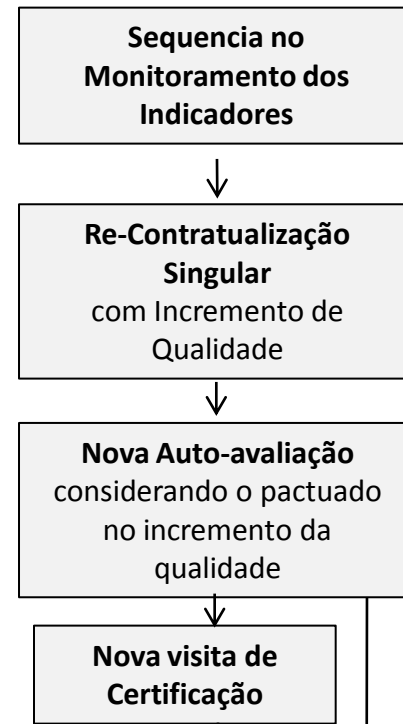 Sequencia no
Monitoramento dos
Indicadores
Re-Contratualização
Singular
com Incremento de
Qualidade
Nova Auto-avaliação
considerando o pactuado
no incremento da
qualidade
Nova visita de
Certificação